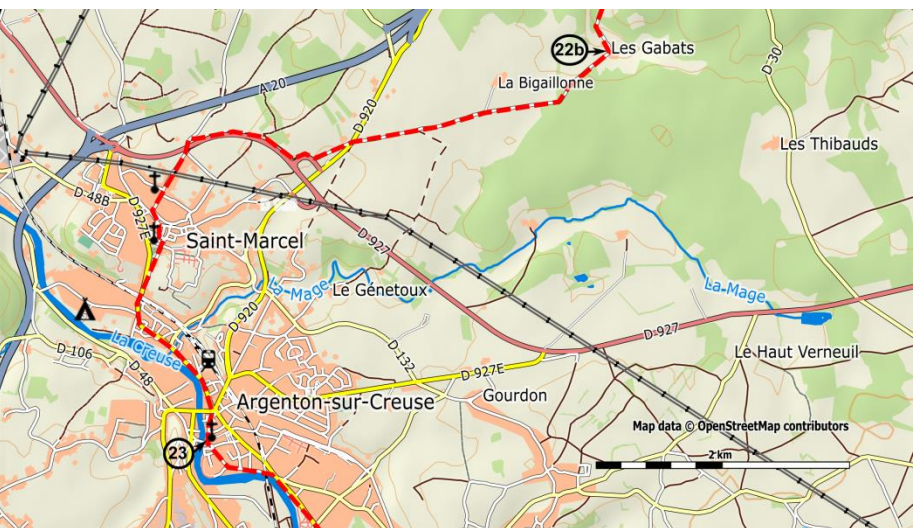 22b
Les Gabats
D-30
La Bigaillonne
A 20
D-920
Les Thibauds
D-48B
D-927E
Saint-Marcel
D-927
La-Mage
Le Génetoux
La-Mage
D-920
La Creuse
D-927
D-106
D-48
D-132
Le Haut Verneuil
D-927E
Gourdon
Argenton-sur-Creuse
Map data © OpenStreetMap contributors
23
2 km